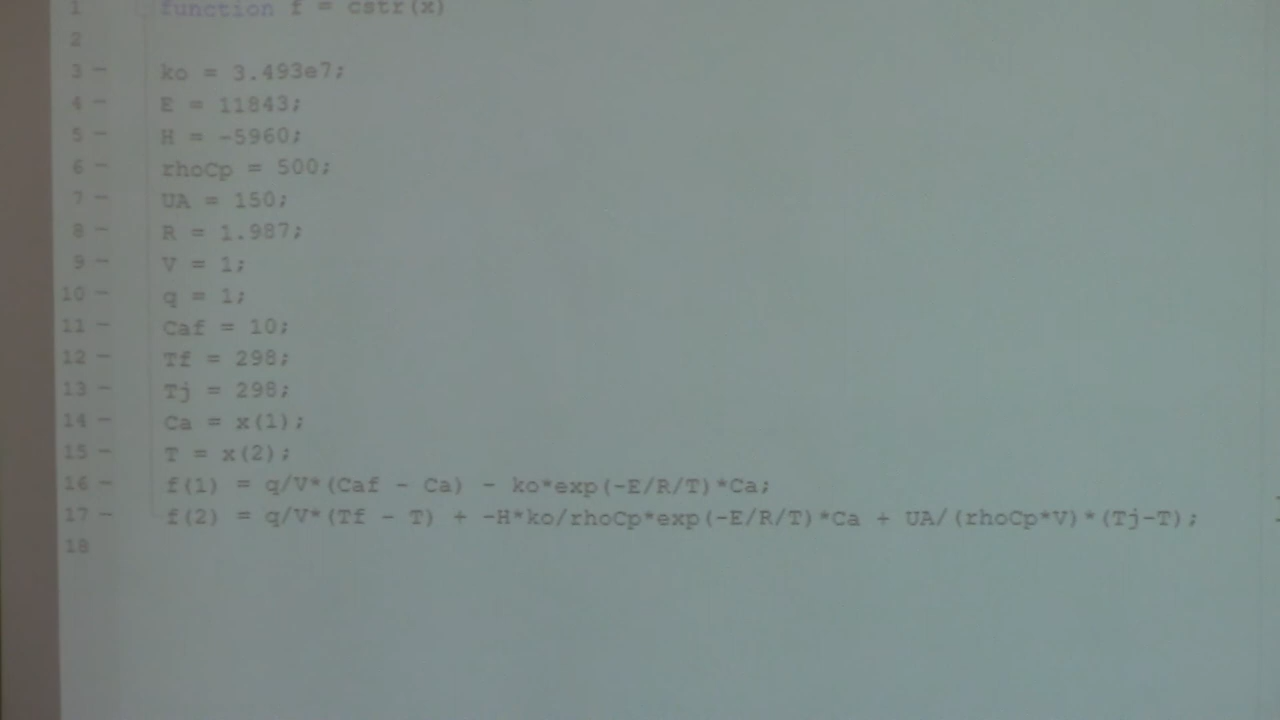 1 function f = cstr(x)
2
3 - ko = 3.493e7;
4 - E = 11843;
5 - H = -5960;
6 - rhoCp = 500;
7 - UA = 150;
8 - R = 1.987;
9 - V = 1;
10 - q = 1;
11 - Caf = 10;
12 - Tf = 298;
13 - Tj = 298;
14 - Ca = x(1);
15 - T = x(2);
16 - f(1) = q/V*(Caf - Ca) - ko*exp(-E/R/T)*Ca;
17 - f(2) = q/V*(Tf - T) + -H*ko/rhoCp*exp(-E/R/T)*Ca + UA/(rhoCp*V)*(Tj-T);
18